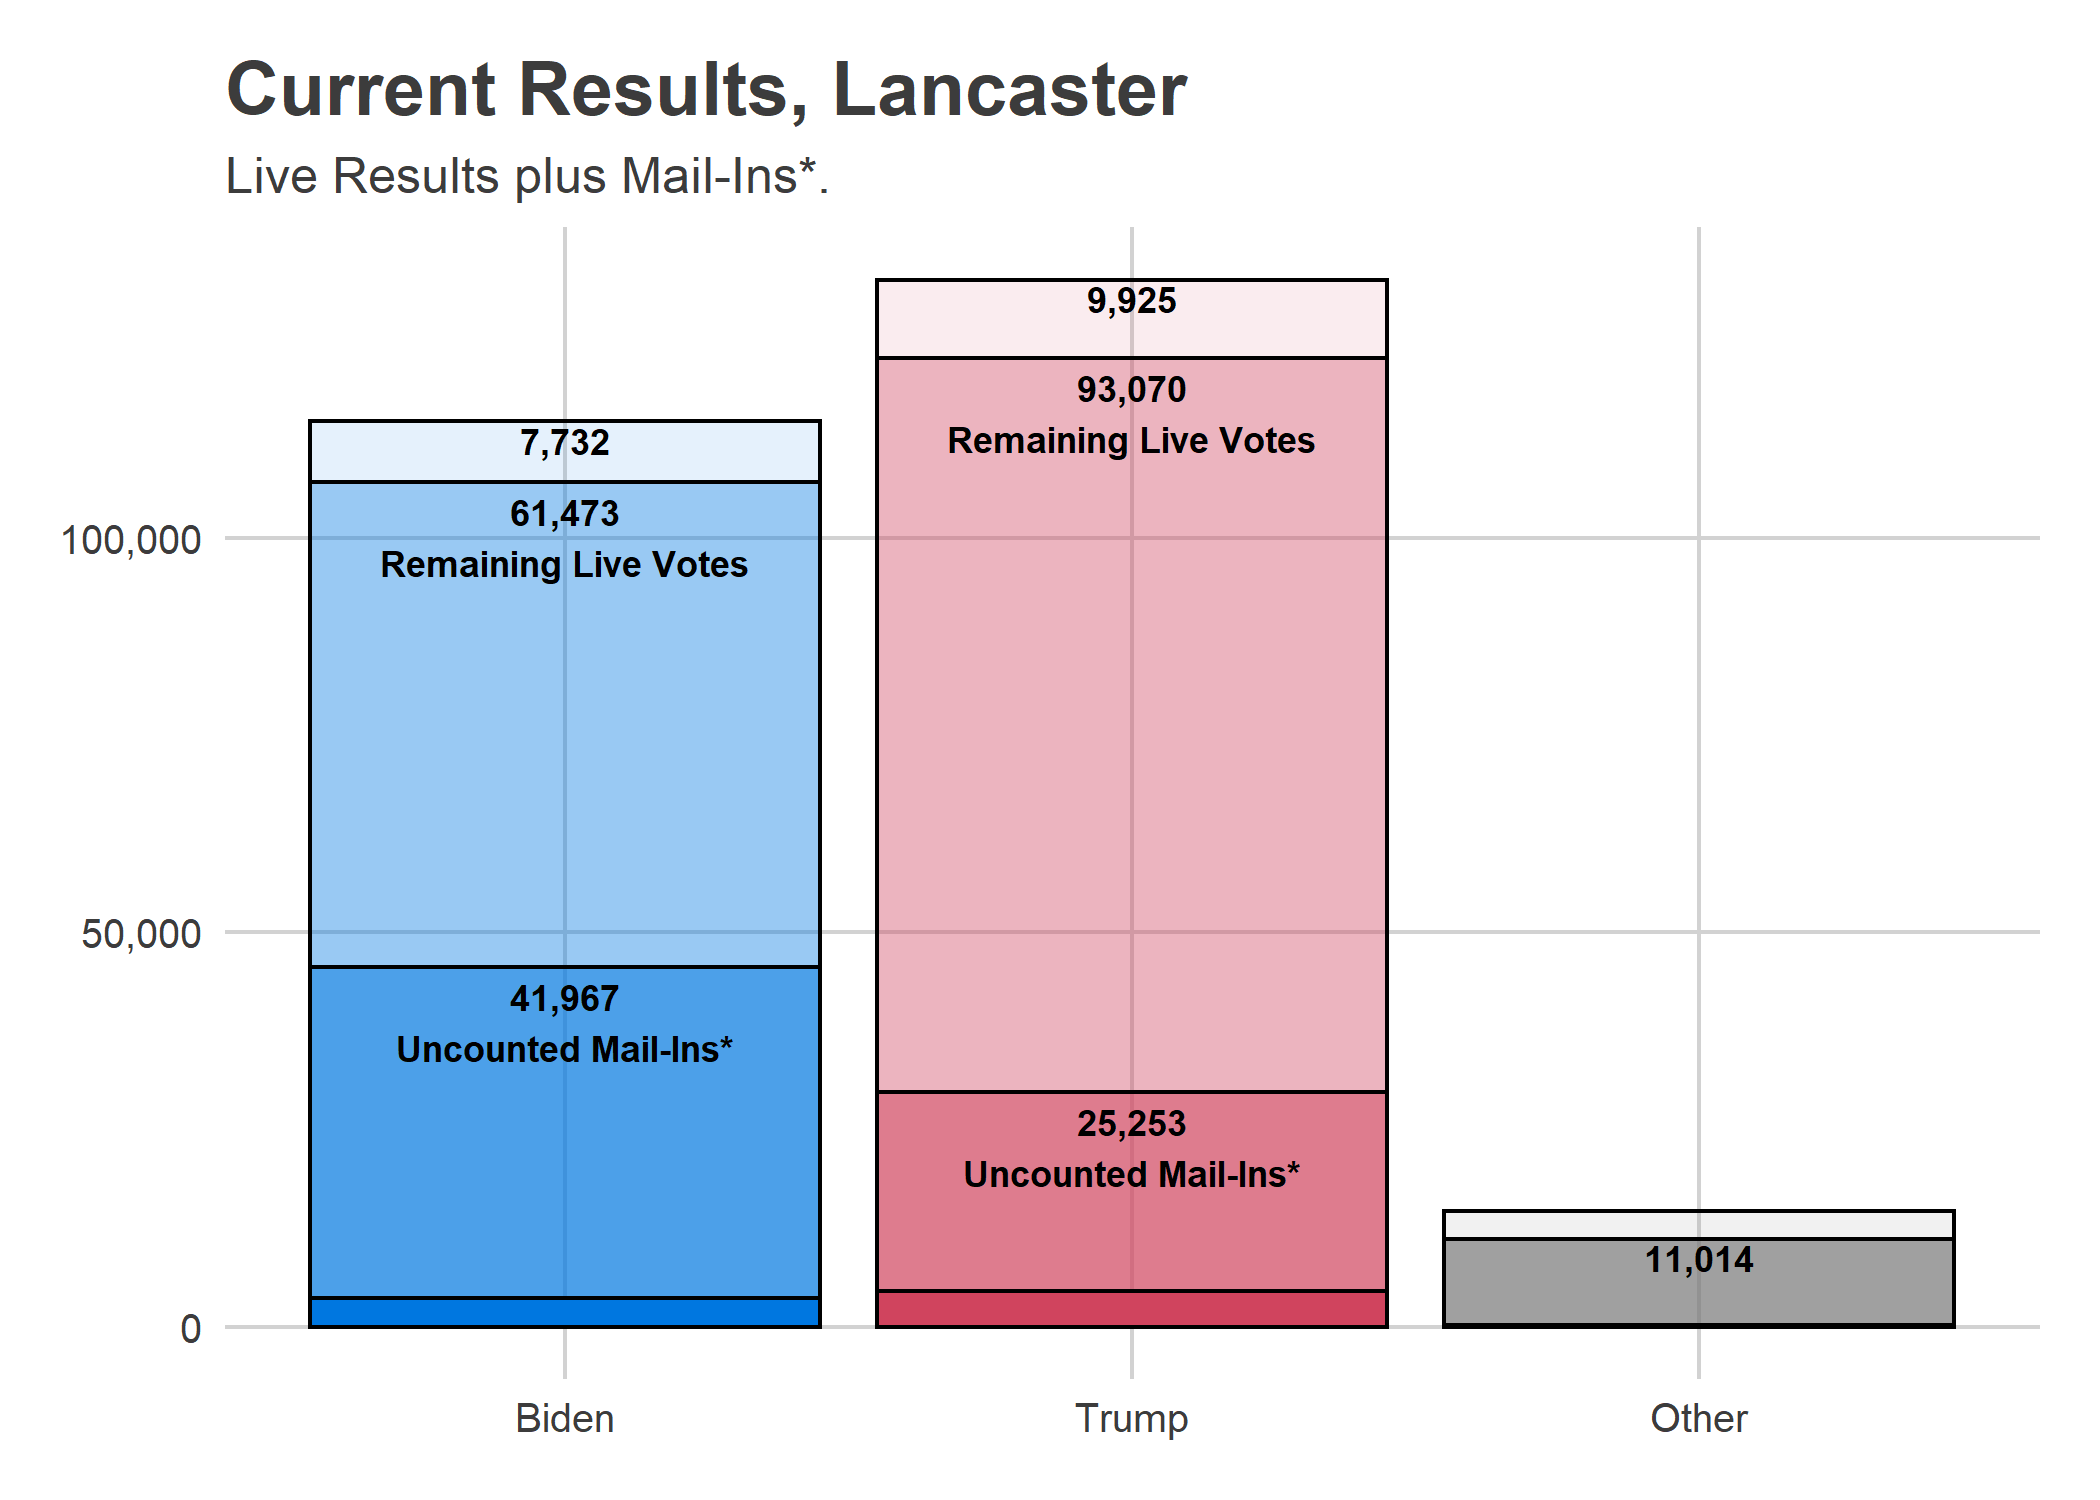 Current Results, Lancaster
Live Results plus Mail-Ins*.
9,925
93,070
Remaining Live Votes
7,732
61,473
Remaining Live Votes
100,000
50,000
41,967
Uncounted Mail-Ins*
25,253
Uncounted Mail-Ins*
11,014
0
Biden
Trump
Other